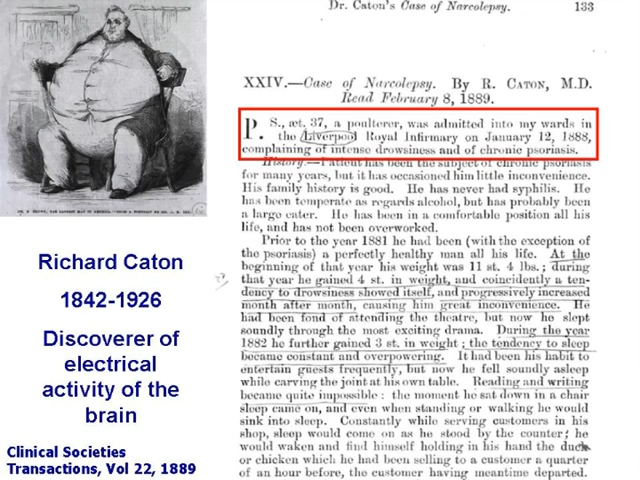 Dr. Caton's Case of Narcolepsy. 133
XXIV.—Case of Narcolepsy. By R. CATON, M.D.
Read February 8, 1889.
P. S., æt. 37, a poulterer, was admitted into my wards in
the Liverpool Royal Infirmary on January 12, 1888,
complaining of intense drowsiness and of chronic psoriasis.
History.—Patient has been the subject of chronic psoriasis
for many years, but it has occasioned him little inconvenience.
His family history is good. He has never had syphilis. He
has been temperate as regards alcohol, but has probably been
a large eater. He has been in a comfortable position all his
life, and has not been overworked.
Prior to the year 1881 he had been (with the exception of
the psoriasis) a perfectly healthy man all his life. At the
beginning of that year his weight was 11 st. 4 lbs.; during
that year he gained 4 st. in weight, and coincidently a ten-
dency to drowsiness showed itself, and progressively increased
month after month, causing him great inconvenience. He
had been fond of attending the theatre, but now he slept
soundly through the most exciting drama. During the year
1882 he further gained 3 st. in weight; the tendency to sleep
became constant and overpowering. It had been his habit to
entertain guests frequently, but now he fell soundly asleep
while carving the joint at his own table. Reading and writing
became quite impossible: the moment he sat down in a chair
sleep came on, and even when standing or walking he would
sink into sleep. Constantly while serving customers in his
shop, sleep would come on as he stood by the counter; he
would waken and find himself holding in his hand the duck
or chicken which he had been selling to a customer a quarter
of an hour before, the customer having meantime departed.
Richard Caton
1842-1926
Discoverer of
electrical
activity of the
brain
Clinical Societies
Transactions, Vol 22, 1889